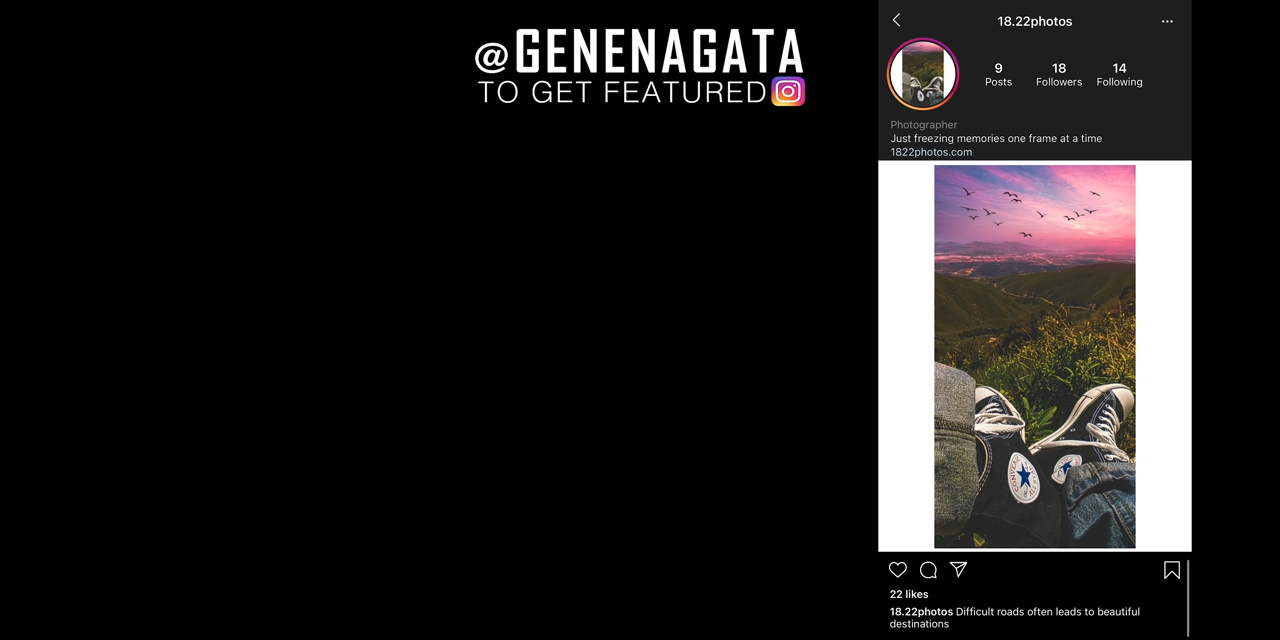 @GENENAGATA
TO GET FEATURED
18.22photos
9
18
14
Posts
Followers
Following
Photographer
Just freezing memories one frame at a time
1822photos.com
CONVERSE
22 likes
18.22photos Difficult roads often leads to beautiful
destinations